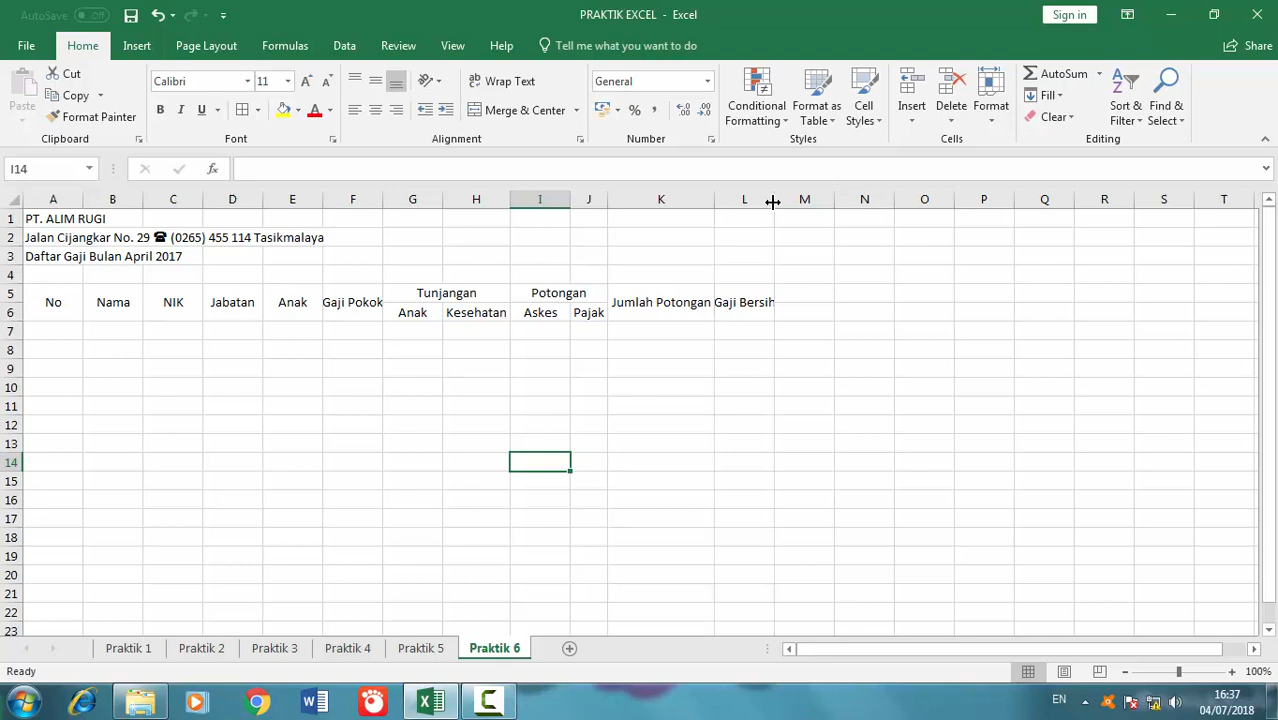 AutoSave Off
PRAKTIK EXCEL - Excel
Sign in
File Home Insert Page Layout Formulas Data Review View Help Tell me what you want to do Share
Paste
Cut
Copy
Format Painter
Clipboard
Calibri 11
B I U
Font
Wrap Text
Merge & Center
Alignment
General
%
Number
Conditional Formatting
Format as Table
Cell Styles
Styles
Insert
Delete
Format
Cells
AutoSum
Fill
Clear
Sort & Filter
Find & Select
Editing
I14 fx
A B C D E F G H I J K L M N O P Q R S T
1 PT. ALIM RUGI
2 Jalan Cijangkar No. 29 ☎ (0265) 455 114 Tasikmalaya
3 Daftar Gaji Bulan April 2017
4
5 Tunjangan Potongan
No Nama NIK Jabatan Anak Gaji Pokok Jumlah Potongan Gaji Bersih
6 Anak Kesehatan Askes Pajak
7
8
9
10
11
12
13
14
15
16
17
18
19
20
21
22
23
Praktik 1 Praktik 2 Praktik 3 Praktik 4 Praktik 5 Praktik 6
Ready
100%
EN
16:37
04/07/2018